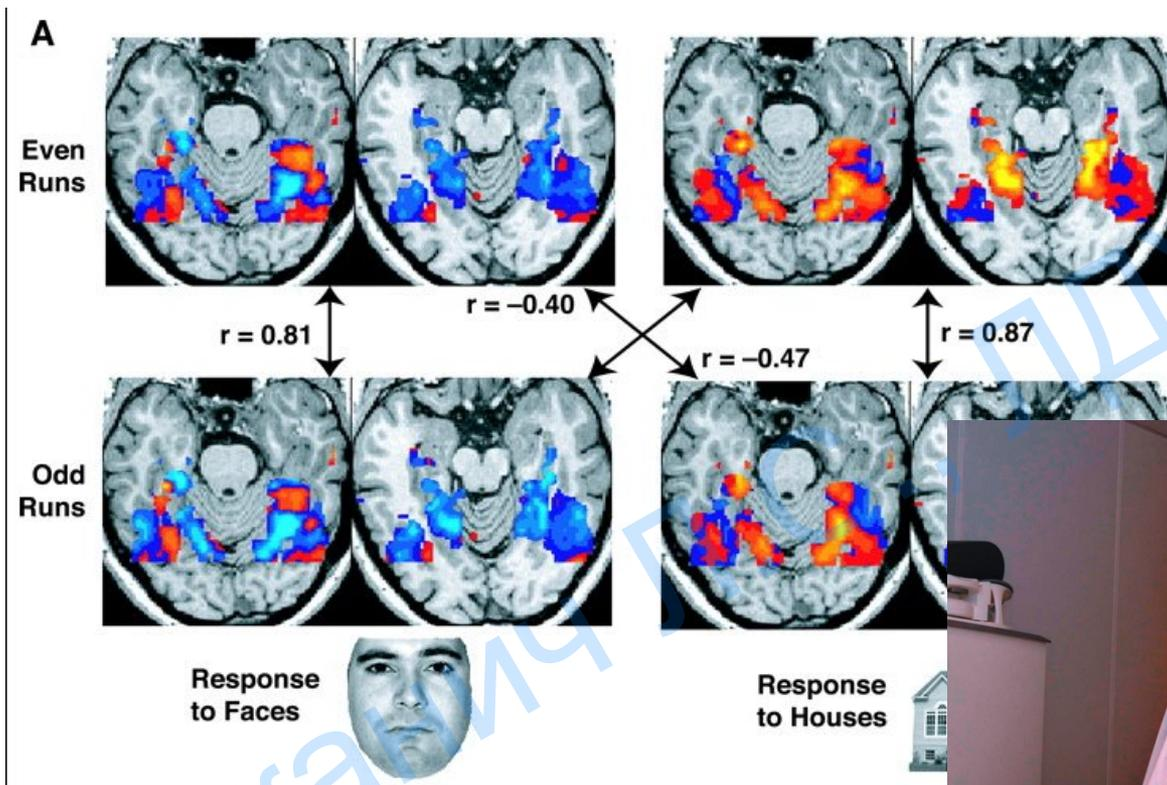 A
Even
Runs
r = –0.40
r = 0.81
r = 0.87
r = –0.47
Odd
Runs
Response
to Faces
Response
to Houses